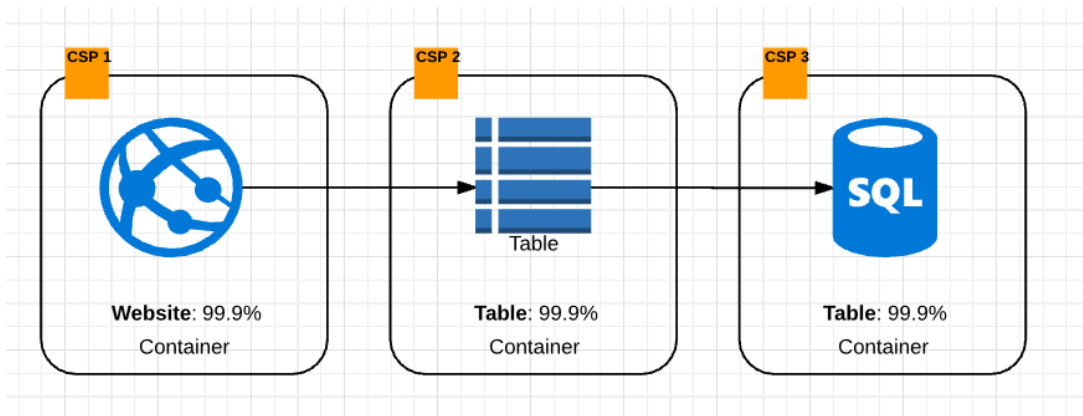 CSP 1
CSP 2
CSP 3
SQL
Table
Website: 99.9%
Container
Table: 99.9%
Container
Table: 99.9%
Container